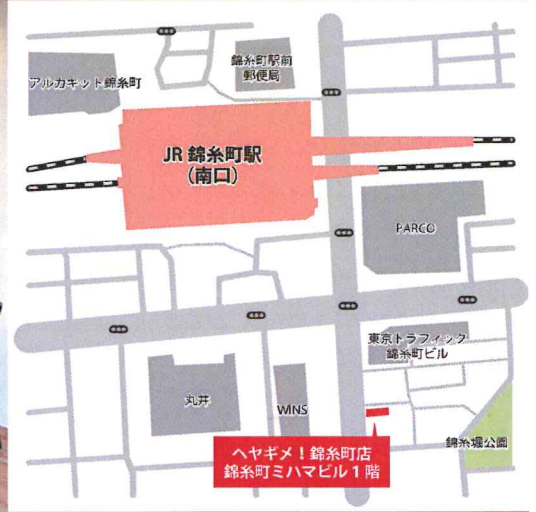 アルカキット錦糸町
錦糸町駅前
郵便局
JR 錦糸町駅
(南口)
PARCO
東京トラフィック
錦糸町ビル
丸井
WINS
錦糸堀公園
ヘヤギメ!錦糸町店
錦糸町ミハマビル1階